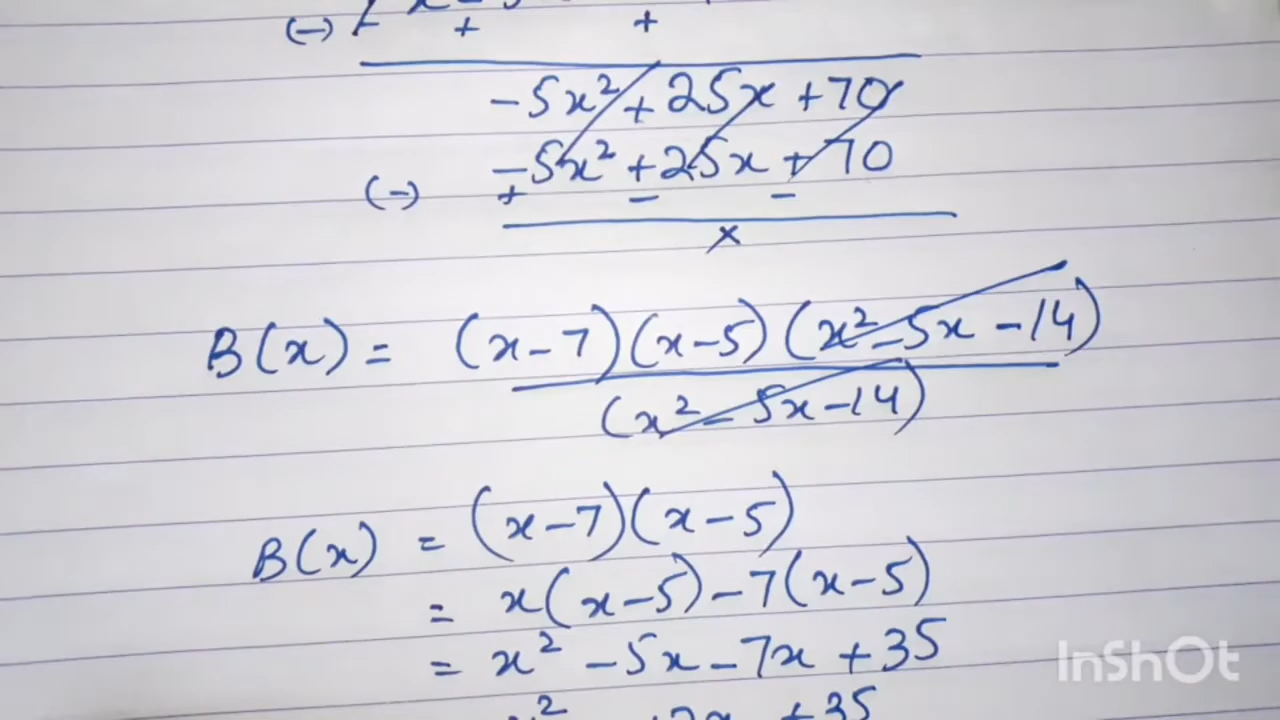 (-) +
+ +
-5x² + 25x + 70
-5x² + 25x + 70
(-) + - -
x
B(x) = (x-7)(x-5)(x² - 5x - 14)
(x² - 5x - 14)
B(x) = (x-7)(x-5)
= x(x-5) - 7(x-5)
= x² - 5x - 7x + 35
+ 35
InShOt